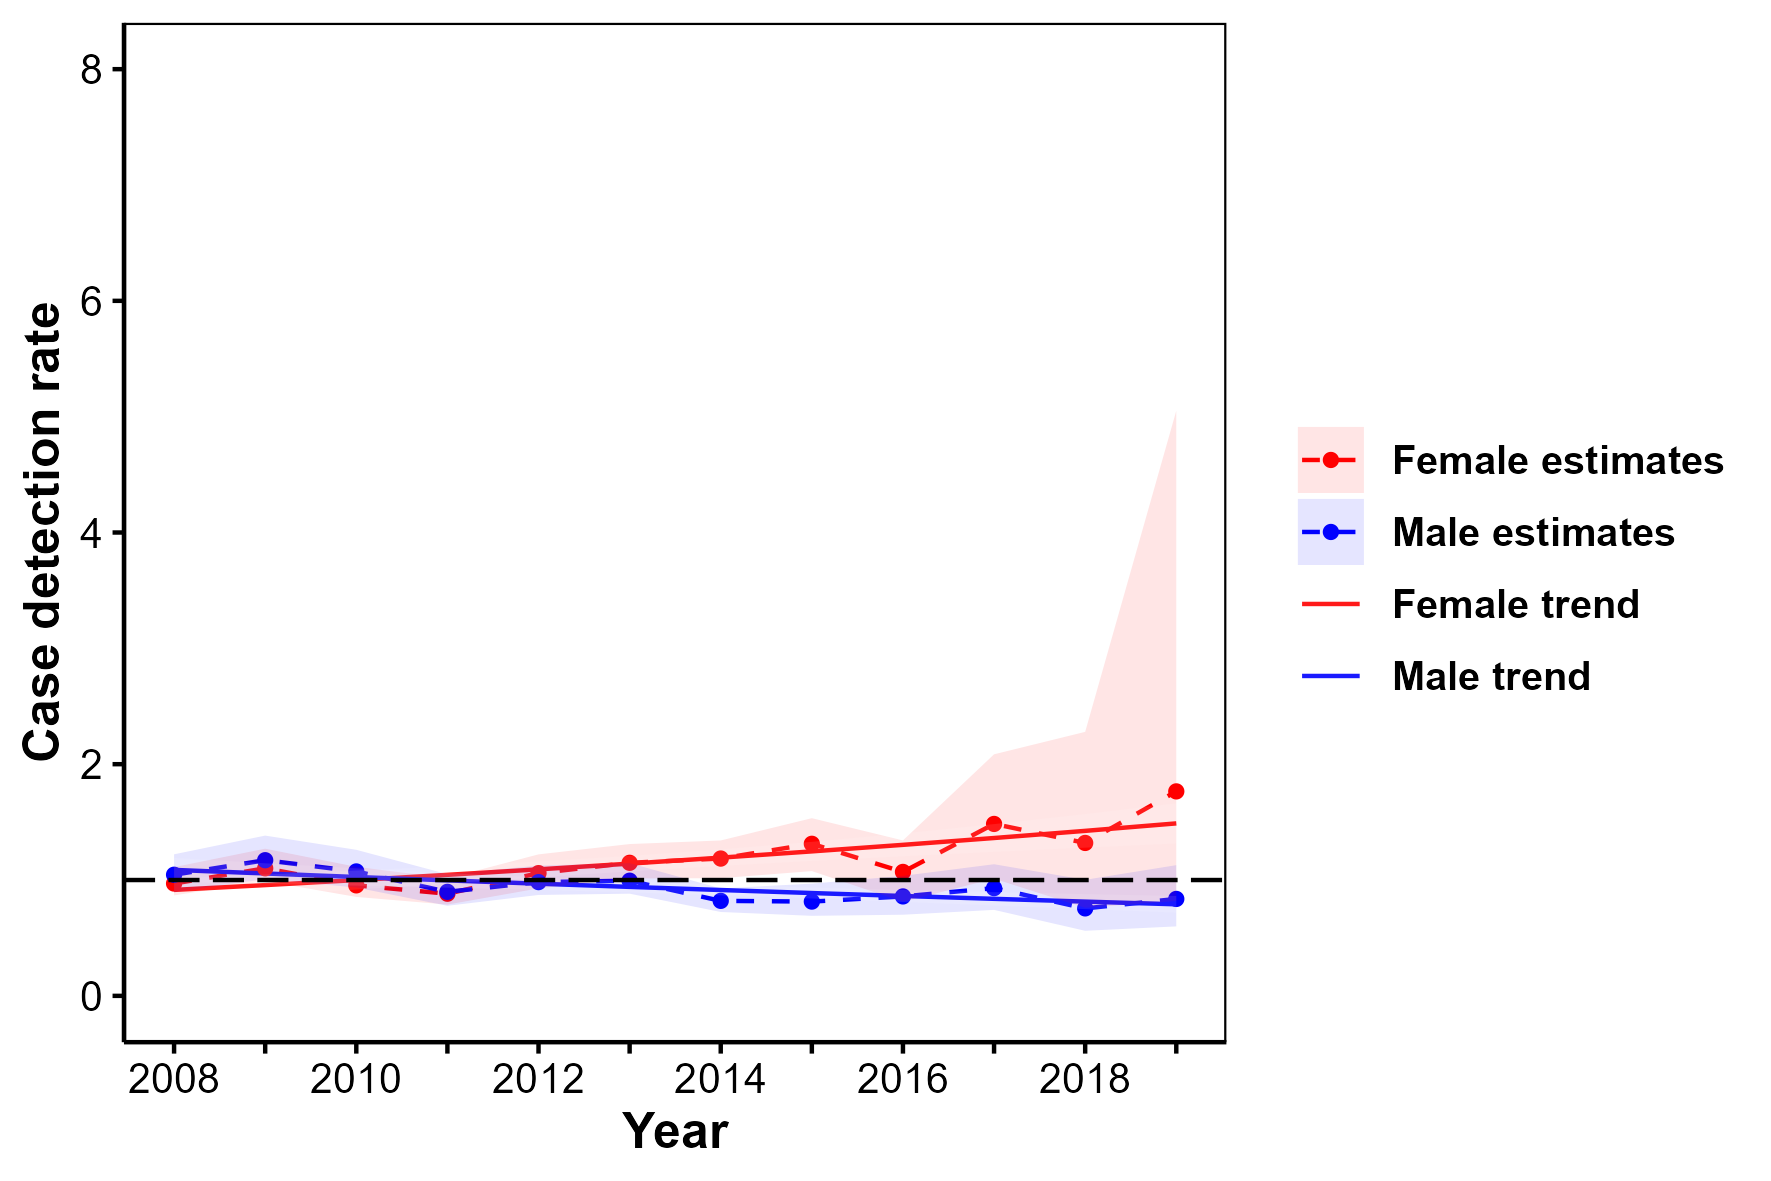 8
6
4
2
0
Case detection rate
2008 2010 2012 2014 2016 2018
Year
Female estimates
Male estimates
Female trend
Male trend